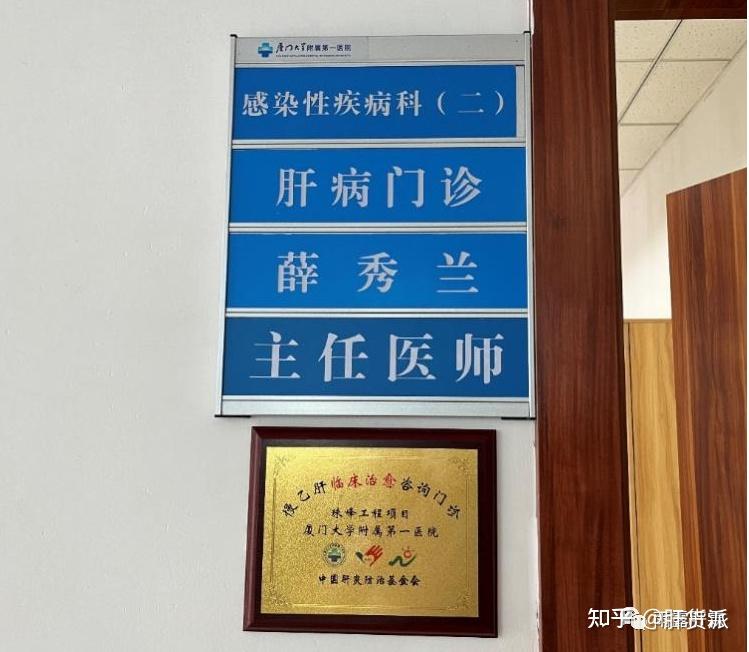 厦门大学附属第一医院
感染性疾病科（二）
肝病门诊
薛秀兰
主任医师
慢乙肝临床治愈咨询门诊
珠峰工程项目
厦门大学附属第一医院
中国肝炎防治基金会
知乎 @肝货派